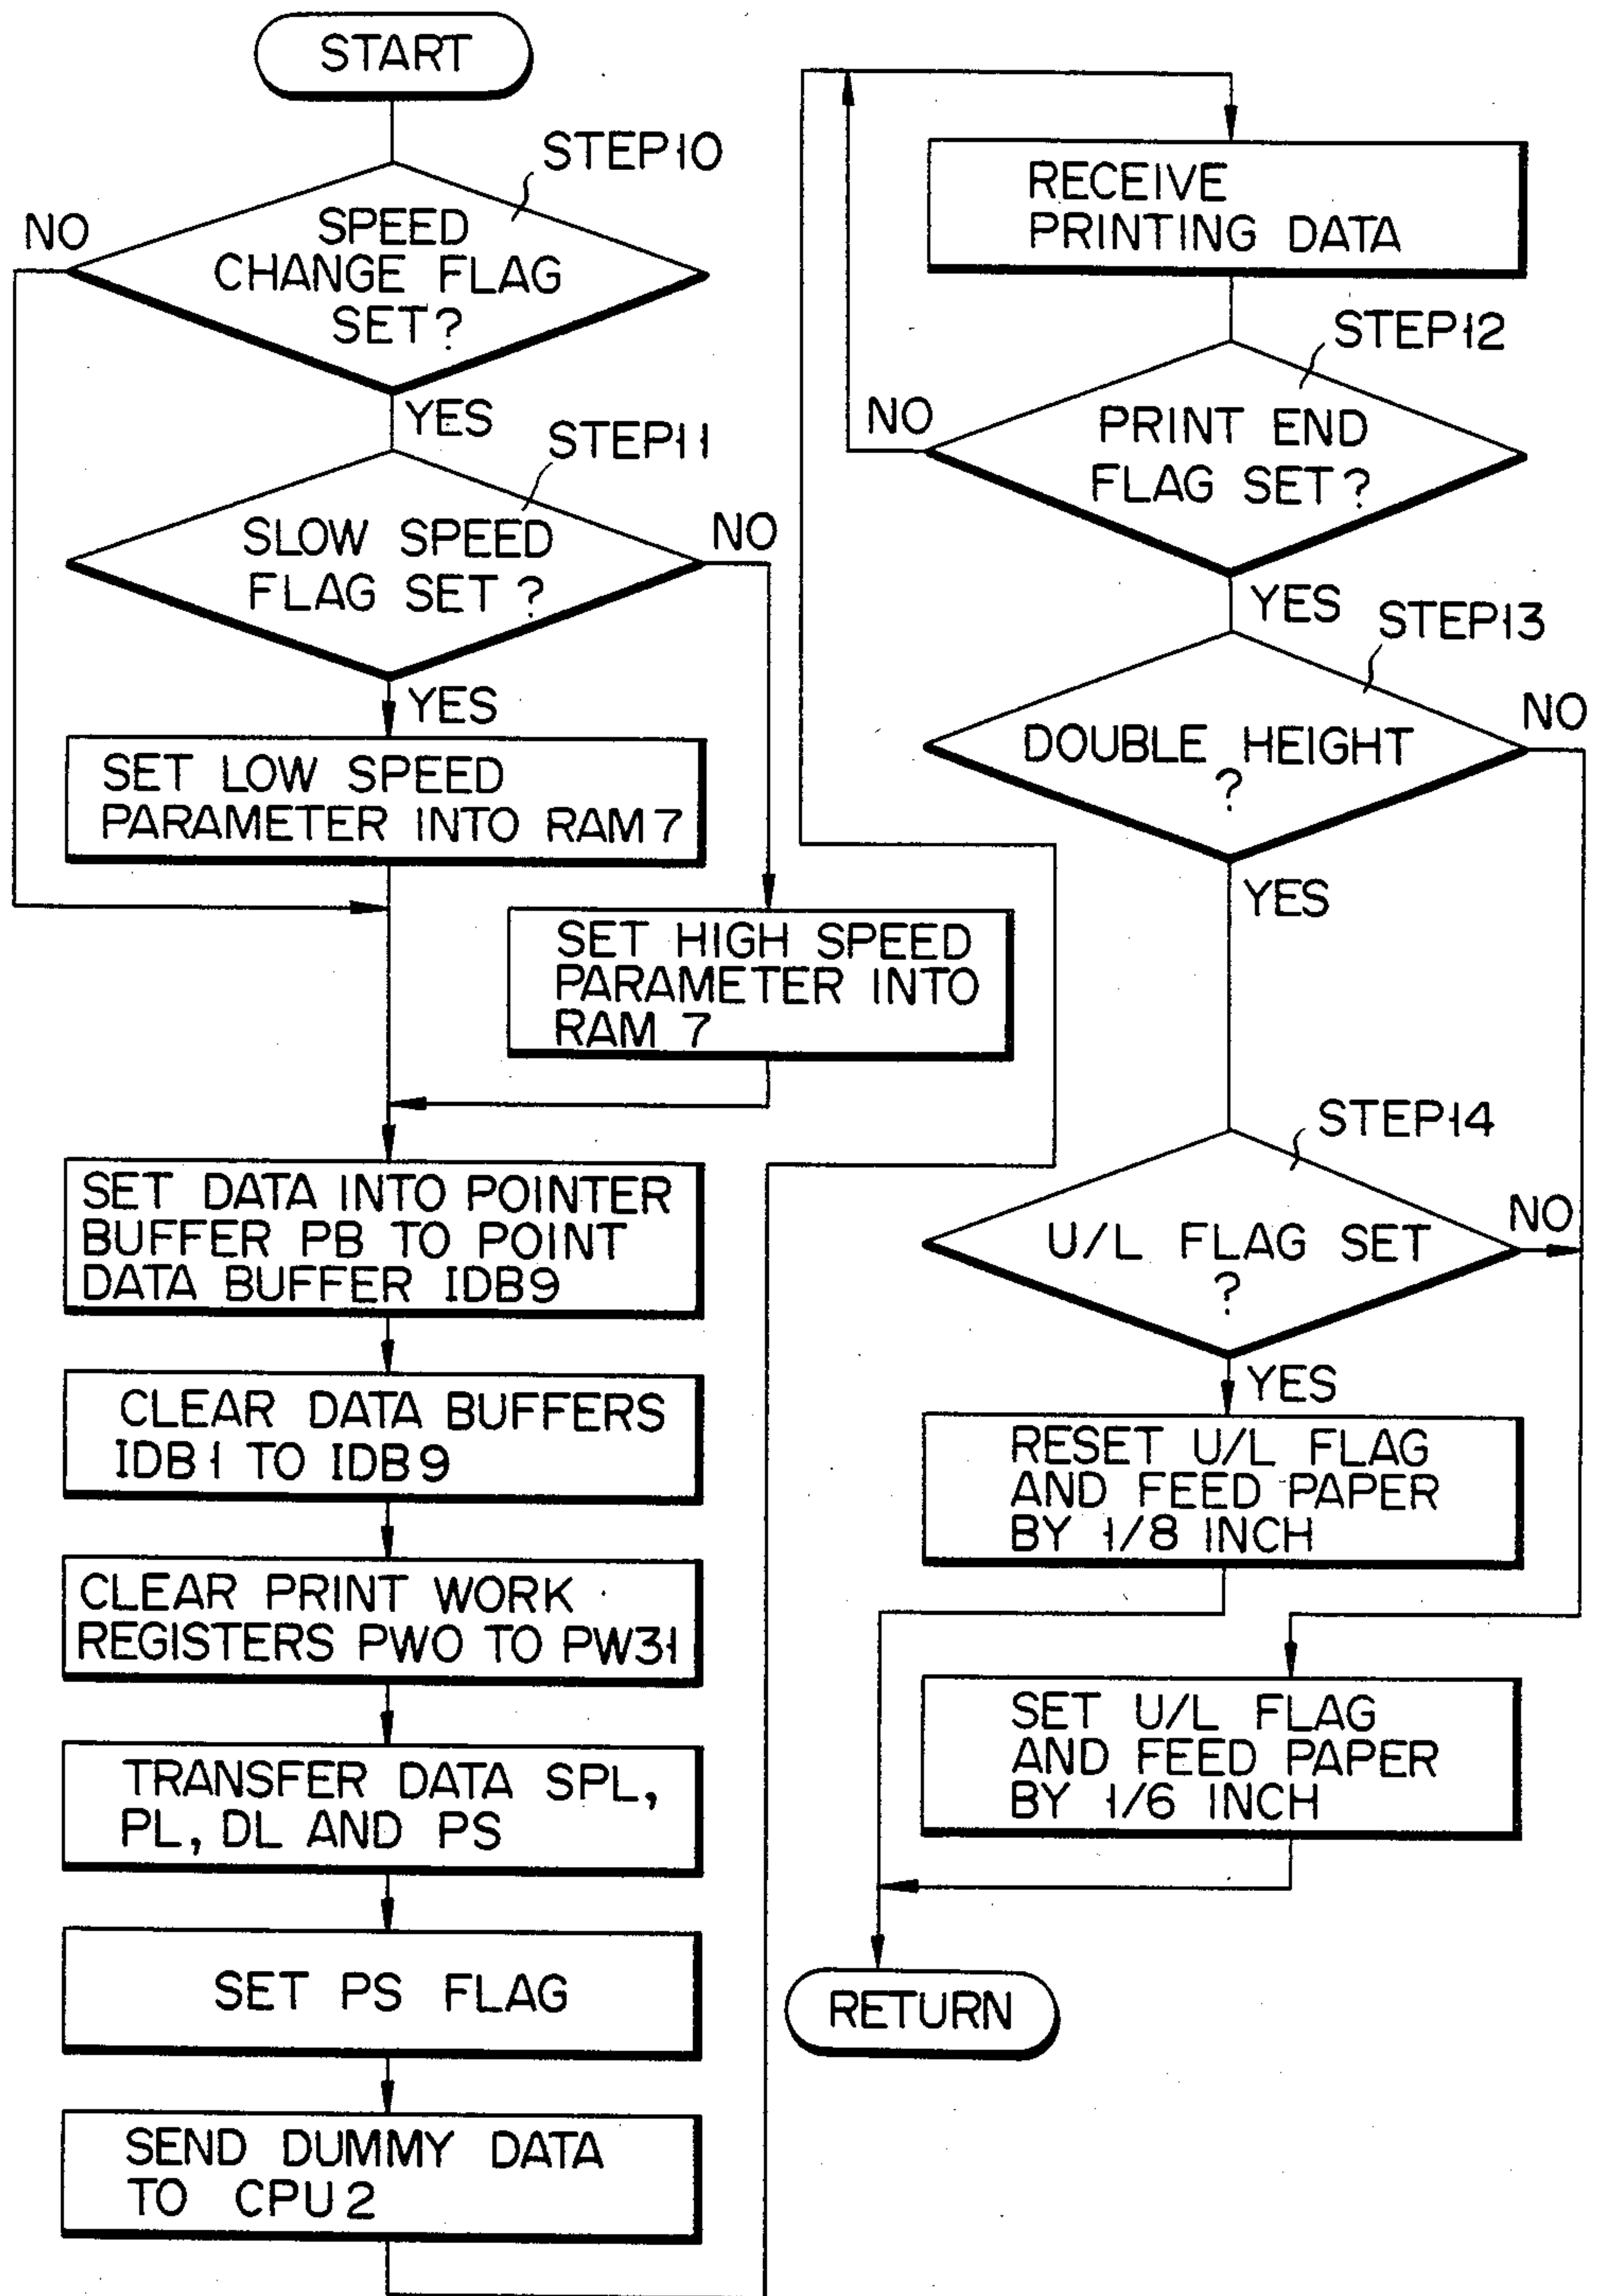 START
STEP10
NO
SPEED
CHANGE FLAG
SET?
YES
STEP11
SLOW SPEED
FLAG SET?
NO
YES
SET LOW SPEED
PARAMETER INTO RAM 7
SET HIGH SPEED
PARAMETER INTO
RAM 7
SET DATA INTO POINTER
BUFFER PB TO POINT
DATA BUFFER IDB9
CLEAR DATA BUFFERS
IDB1 TO IDB9
CLEAR PRINT WORK
REGISTERS PW0 TO PW31
TRANSFER DATA SPL,
PL, DL AND PS
SET PS FLAG
SEND DUMMY DATA
TO CPU2
RECEIVE
PRINTING DATA
STEP12
NO
PRINT END
FLAG SET?
YES
STEP13
NO
DOUBLE HEIGHT
?
YES
STEP14
NO
U/L FLAG SET
?
YES
RESET U/L FLAG
AND FEED PAPER
BY 1/8 INCH
SET U/L FLAG
AND FEED PAPER
BY 1/6 INCH
RETURN